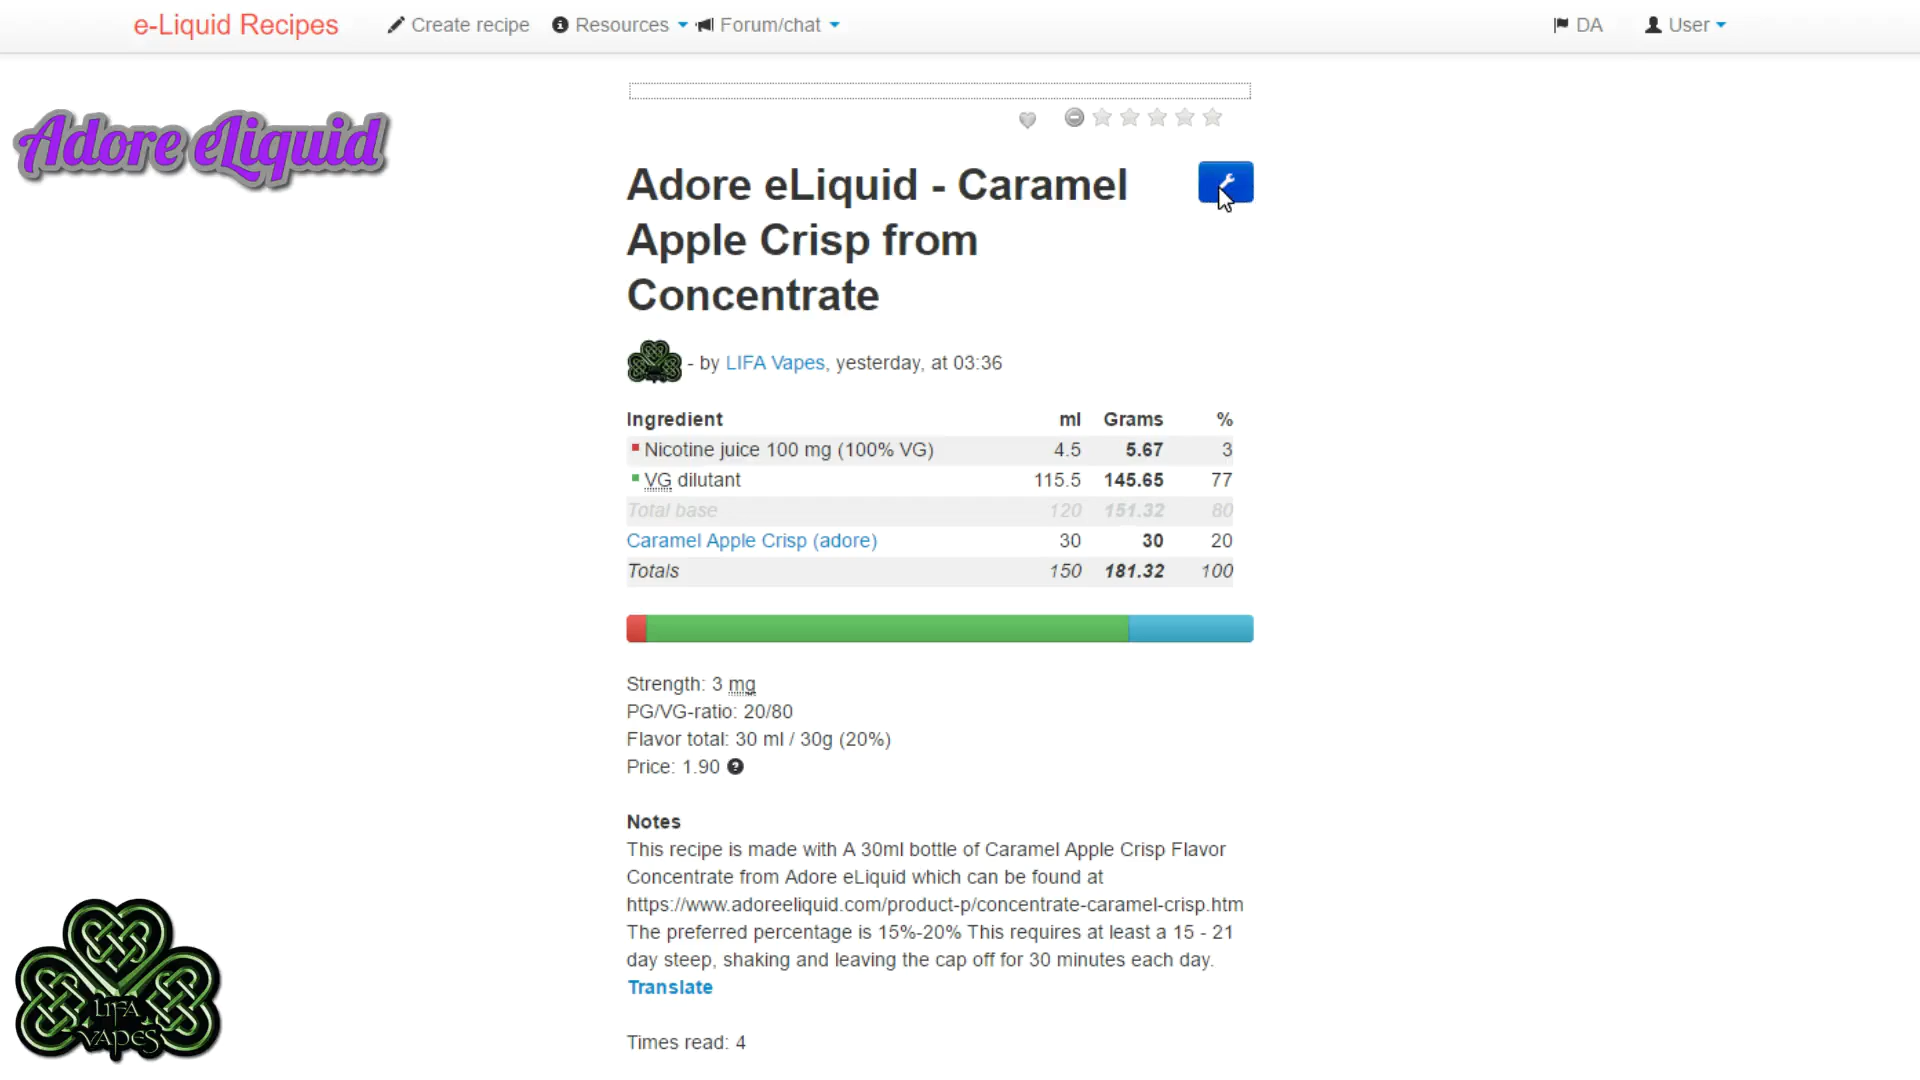 e-Liquid Recipes Create recipe Resources Forum/chat DA User
Adore eLiquid
Adore eLiquid - Caramel
Apple Crisp from
Concentrate
- by LIFA Vapes, yesterday, at 03:36
Ingredient ml Grams %
Nicotine juice 100 mg (100% VG) 4.5 5.67 3
VG dilutant 115.5 145.65 77
Total base 120 151.32 80
Caramel Apple Crisp (adore) 30 30 20
Totals 150 181.32 100
Strength: 3 mg
PG/VG-ratio: 20/80
Flavor total: 30 ml / 30g (20%)
Price: 1.90
Notes
This recipe is made with A 30ml bottle of Caramel Apple Crisp Flavor
Concentrate from Adore eLiquid which can be found at
https://www.adoreeliquid.com/product-p/concentrate-caramel-crisp.htm
The preferred percentage is 15%-20% This requires at least a 15 - 21
day steep, shaking and leaving the cap off for 30 minutes each day.
Translate
Times read: 4
LIFA
VAPES